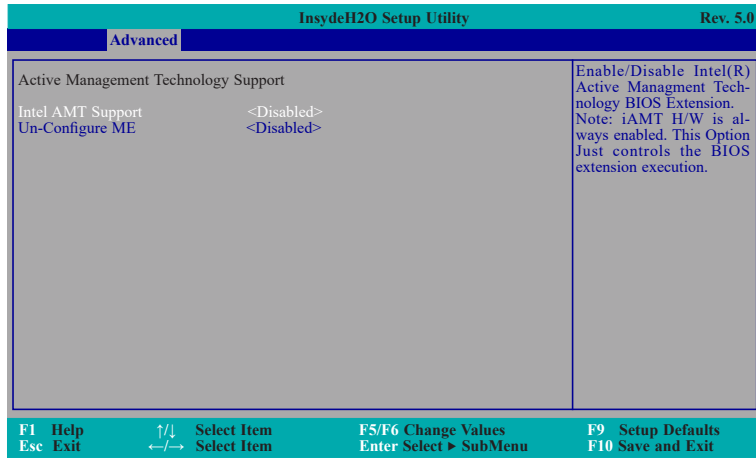 InsydeH2O Setup Utility Rev. 5.0
Advanced
Active Management Technology Support
Intel AMT Support <Disabled>
Un-Configure ME <Disabled>
Enable/Disable Intel(R)
Active Managment Tech-
nology BIOS Extension.
Note: iAMT H/W is al-
ways enabled. This Option
Just controls the BIOS
extension execution.
F1 Help ↑/↓ Select Item F5/F6 Change Values F9 Setup Defaults
Esc Exit ←/→ Select Item Enter Select ▶ SubMenu F10 Save and Exit